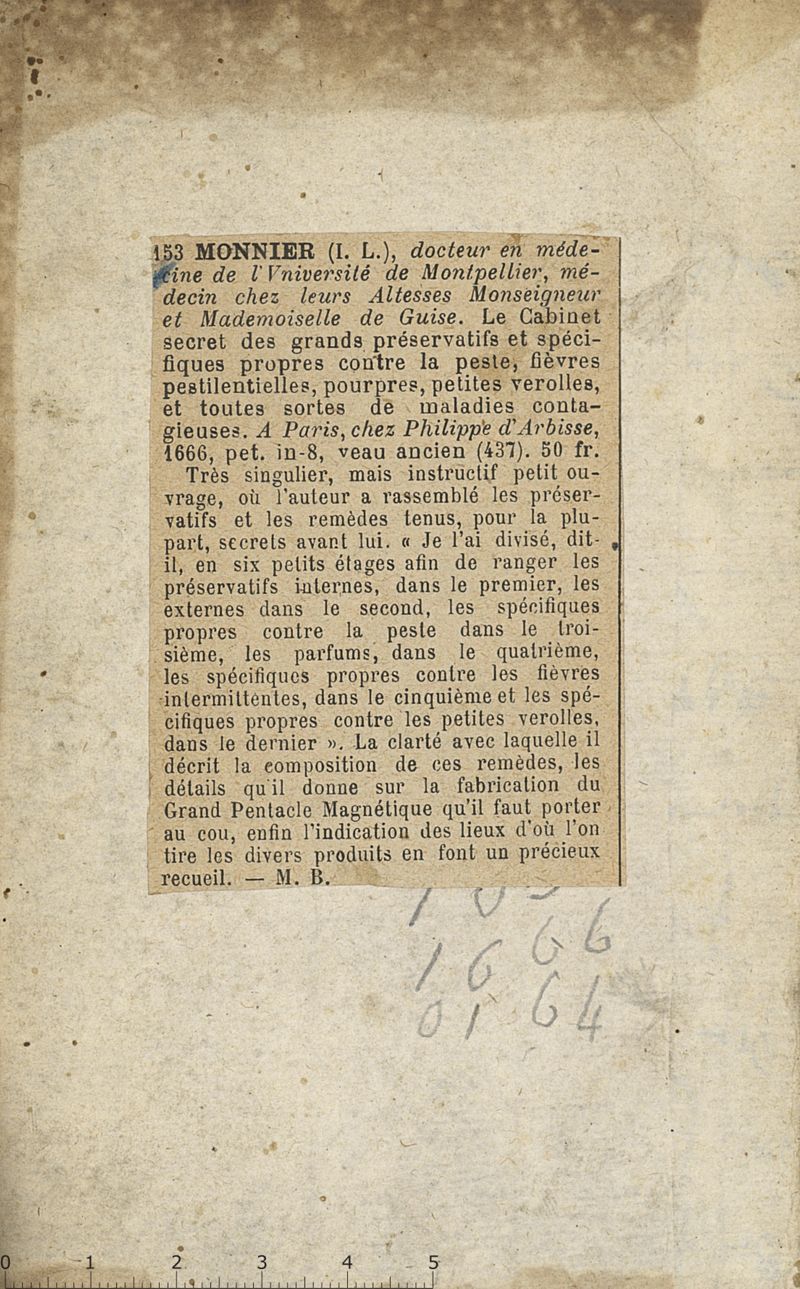 153 MONNIER (I. L.), docteur en méde-
cine de l'Vniversité de Montpellier, mé-
decin chez leurs Altesses Monseigneur
et Mademoiselle de Guise. Le Cabinet
secret des grands préservatifs et spéci-
fiques propres contre la peste, fièvres
pestilentielles, pourpres, petites verolles,
et toutes sortes de maladies conta-
gieuses. A Paris, chez Philippe d'Arbisse,
1666, pet. in-8, veau ancien (437). 50 fr.
Très singulier, mais instructif petit ou-
vrage, où l'auteur a rassemblé les préser-
vatifs et les remèdes tenus, pour la plu-
part, secrets avant lui. « Je l'ai divisé, dit-
il, en six petits étages afin de ranger les
préservatifs internes, dans le premier, les
externes dans le second, les spécifiques
propres contre la peste dans le troi-
sième, les parfums, dans le quatrième,
les spécifiques propres contre les fièvres
intermittentes, dans le cinquième et les spé-
cifiques propres contre les petites verolles,
dans le dernier ». La clarté avec laquelle il
décrit la composition de ces remèdes, les
détails qu'il donne sur la fabrication du
Grand Pentacle Magnétique qu'il faut porter
au cou, enfin l'indication des lieux d'où l'on
tire les divers produits en font un précieux
recueil. — M. B.
1666
0164
0 1 2 3 4 5